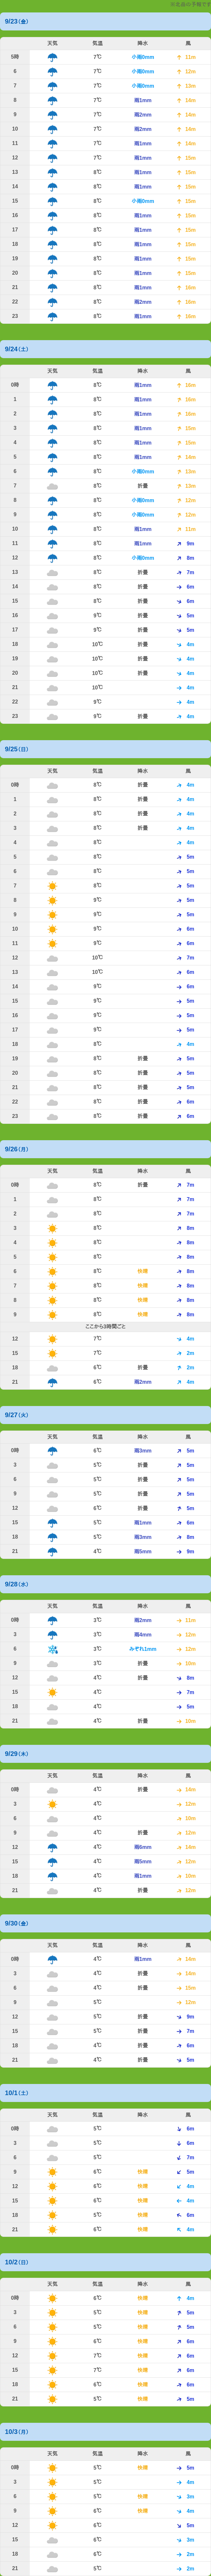 9/23(金)
天気 気温 降水 風
5時 7℃ 小雨0mm 11m
6 7℃ 小雨0mm 12m
7 7℃ 小雨0mm 13m
8 7℃ 雨1mm 14m
9 7℃ 雨2mm 14m
10 7℃ 雨2mm 14m
11 7℃ 雨1mm 14m
12 7℃ 雨1mm 15m
13 8℃ 雨1mm 15m
14 8℃ 雨1mm 15m
15 8℃ 小雨0mm 15m
16 8℃ 雨1mm 15m
17 8℃ 雨1mm 15m
18 8℃ 雨1mm 15m
19 8℃ 雨1mm 15m
20 8℃ 雨1mm 16m
21 8℃ 雨1mm 16m
22 8℃ 雨2mm 16m
23 8℃ 雨1mm 16m
9/24(土)
天気 気温 降水 風
0時 8℃ 雨1mm 16m
1 8℃ 雨1mm 16m
2 8℃ 雨1mm 16m
3 8℃ 雨1mm 15m
4 8℃ 雨1mm 15m
5 8℃ 雨1mm 14m
6 8℃ 小雨0mm 13m
7 8℃ 折畳 13m
8 8℃ 小雨0mm 12m
9 8℃ 小雨0mm 12m
10 8℃ 雨1mm 11m
11 8℃ 雨1mm 9m
12 8℃ 小雨0mm 8m
13 8℃ 折畳 7m
14 8℃ 折畳 6m
15 8℃ 折畳 6m
16 9℃ 折畳 5m
17 9℃ 折畳 5m
18 10℃ 折畳 4m
19 10℃ 折畳 4m
20 10℃ 折畳 4m
21 10℃ 4m
22 9℃ 4m
23 9℃ 折畳 4m
9/25(日)
天気 気温 降水 風
0時 8℃ 折畳 4m
1 8℃ 折畳 4m
2 8℃ 折畳 4m
3 8℃ 折畳 4m
4 8℃ 4m
5 8℃ 5m
6 8℃ 5m
7 8℃ 5m
8 9℃ 5m
9 9℃ 5m
10 9℃ 6m
11 9℃ 6m
12 10℃ 7m
13 10℃ 6m
14 9℃ 6m
15 9℃ 5m
16 9℃ 5m
17 9℃ 5m
18 8℃ 4m
19 8℃ 折畳 5m
20 8℃ 折畳 5m
21 8℃ 折畳 5m
22 8℃ 折畳 6m
23 8℃ 折畳 6m
9/26(月)
天気 気温 降水 風
0時 8℃ 折畳 7m
1 8℃ 7m
2 8℃ 7m
3 8℃ 8m
4 8℃ 8m
5 8℃ 8m
6 8℃ 快晴 8m
7 8℃ 快晴 8m
8 8℃ 快晴 8m
9 8℃ 快晴 8m
ここから3時間ごと
12 7℃ 4m
15 7℃ 2m
18 6℃ 折畳 2m
21 6℃ 雨2mm 4m
9/27(火)
天気 気温 降水 風
0時 6℃ 雨3mm 5m
3 5℃ 折畳 5m
6 5℃ 折畳 5m
9 5℃ 折畳 5m
12 6℃ 折畳 5m
15 5℃ 雨1mm 6m
18 5℃ 雨3mm 8m
21 4℃ 雨5mm 9m
9/28(水)
天気 気温 降水 風
0時 3℃ 雨2mm 11m
3 3℃ 雨4mm 12m
6 3℃ みぞれ1mm 12m
9 3℃ 折畳 10m
12 4℃ 折畳 8m
15 4℃ 7m
18 4℃ 5m
21 4℃ 折畳 10m
9/29(木)
天気 気温 降水 風
0時 4℃ 折畳 14m
3 4℃ 12m
6 4℃ 10m
9 4℃ 折畳 12m
12 4℃ 雨6mm 14m
15 4℃ 雨5mm 12m
18 4℃ 雨1mm 10m
21 4℃ 折畳 12m
9/30(金)
天気 気温 降水 風
0時 4℃ 雨1mm 14m
3 4℃ 折畳 14m
6 4℃ 折畳 15m
9 5℃ 12m
12 5℃ 折畳 9m
15 5℃ 折畳 7m
18 4℃ 折畳 6m
21 4℃ 折畳 5m
10/1(土)
天気 気温 降水 風
0時 5℃ 6m
3 5℃ 6m
6 5℃ 7m
9 6℃ 快晴 5m
12 6℃ 快晴 4m
15 6℃ 快晴 4m
18 5℃ 快晴 6m
21 6℃ 快晴 4m
10/2(日)
天気 気温 降水 風
0時 6℃ 快晴 4m
3 5℃ 快晴 5m
6 5℃ 快晴 5m
9 6℃ 快晴 6m
12 7℃ 快晴 6m
15 7℃ 快晴 6m
18 6℃ 快晴 6m
21 5℃ 快晴 5m
10/3(月)
天気 気温 降水 風
0時 5℃ 快晴 5m
3 5℃ 4m
6 5℃ 快晴 3m
9 6℃ 快晴 4m
12 6℃ 5m
15 6℃ 3m
18 6℃ 2m
21 5℃ 2m